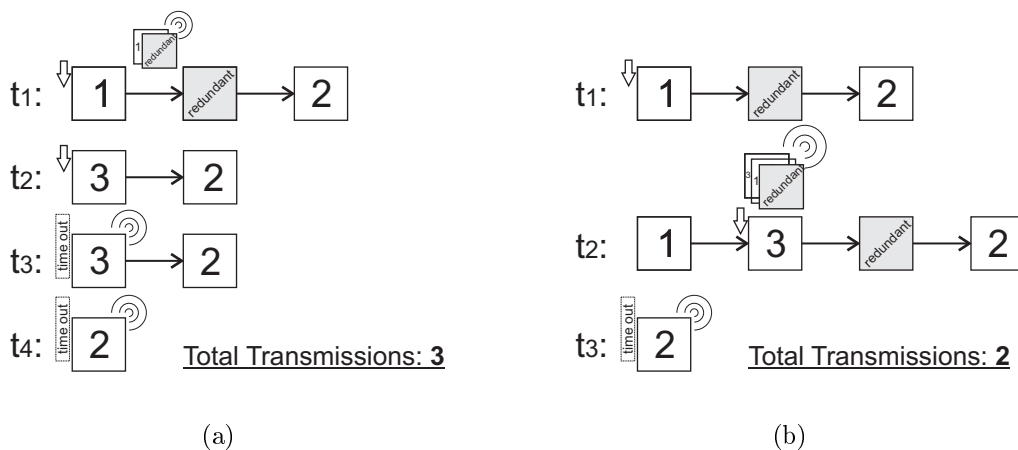 1 redundant
t1: 1 redundant 2
t2: 3 2
t3: time out 3 2
t4: time out 2
Total Transmissions: 3
(a)
t1: 1 redundant 2
3 1 redundant
t2: 1 3 redundant 2
t3: time out 2
Total Transmissions: 2
(b)